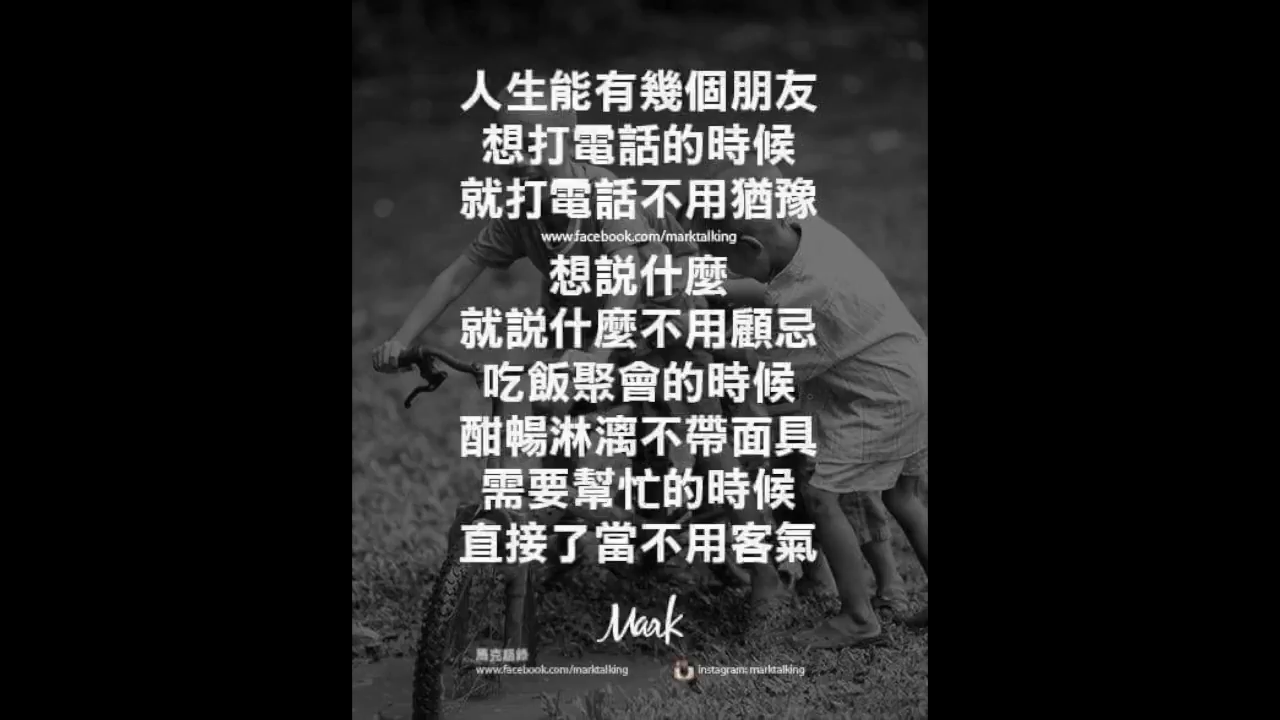 人生能有幾個朋友
想打電話的時候
就打電話不用猶豫
www.facebook.com/marktalking
想説什麼
就説什麼不用顧忌
吃飯聚會的時候
酣暢淋漓不帶面具
需要幫忙的時候
直接了當不用客氣
Mark
馬克語錄
www.facebook.com/marktalking
instagram: marktalking